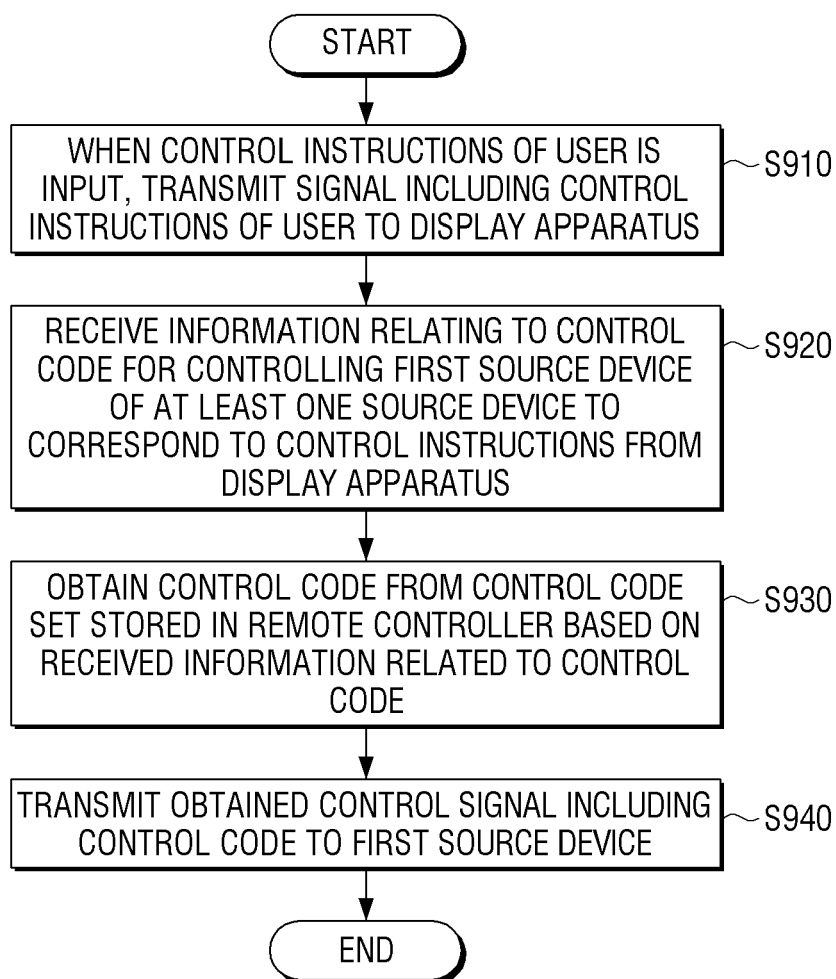 START
WHEN CONTROL INSTRUCTIONS OF USER IS
INPUT, TRANSMIT SIGNAL INCLUDING CONTROL
INSTRUCTIONS OF USER TO DISPLAY APPARATUS
S910
RECEIVE INFORMATION RELATING TO CONTROL
CODE FOR CONTROLLING FIRST SOURCE DEVICE
OF AT LEAST ONE SOURCE DEVICE TO
CORRESPOND TO CONTROL INSTRUCTIONS FROM
DISPLAY APPARATUS
S920
OBTAIN CONTROL CODE FROM CONTROL CODE
SET STORED IN REMOTE CONTROLLER BASED ON
RECEIVED INFORMATION RELATED TO CONTROL
CODE
S930
TRANSMIT OBTAINED CONTROL SIGNAL INCLUDING
CONTROL CODE TO FIRST SOURCE DEVICE
S940
END